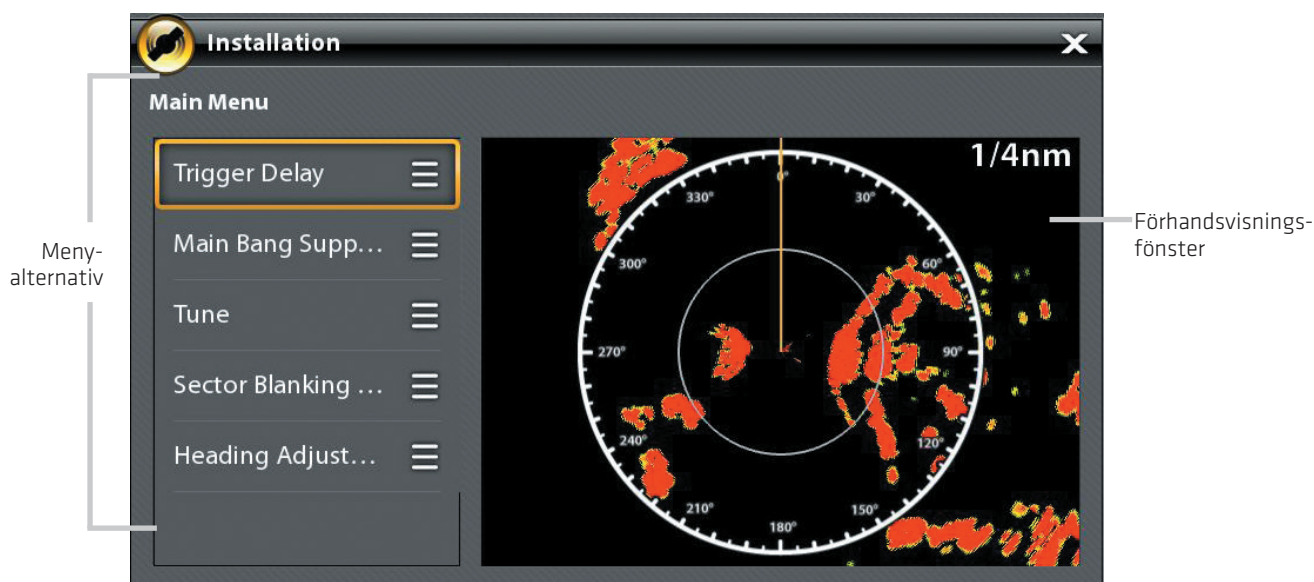 Installation
Main Menu
Trigger Delay
Main Bang Supp...
Tune
Sector Blanking ...
Heading Adjust...
Meny-
alternativ
1/4nm
0°
30°
60°
90°
120°
150°
180°
210°
240°
270°
300°
330°
Förhandsvisnings-
fönster